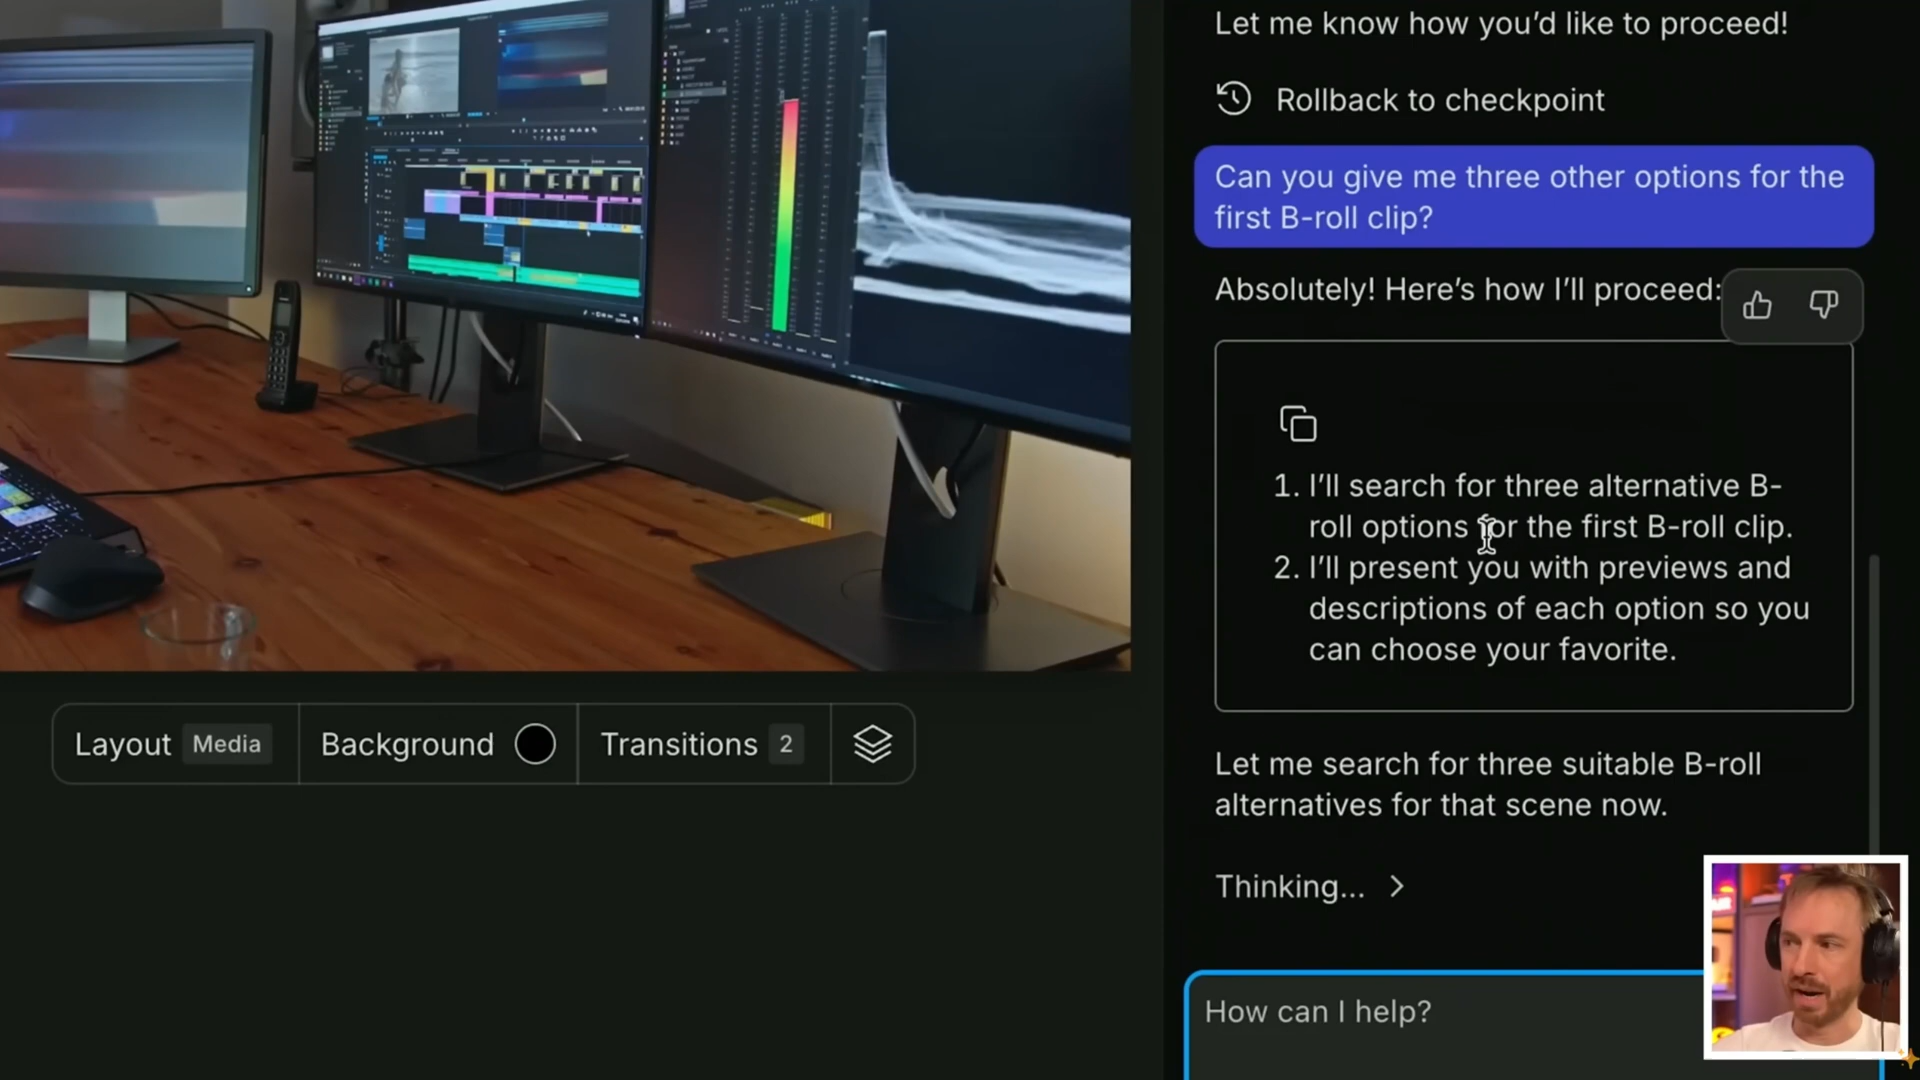 Let me know how you’d like to proceed!
Rollback to checkpoint
Can you give me three other options for the
first B-roll clip?
Absolutely! Here’s how I’ll proceed:
1. I’ll search for three alternative B-
roll options for the first B-roll clip.
2. I’ll present you with previews and
descriptions of each option so you
can choose your favorite.
Let me search for three suitable B-roll
alternatives for that scene now.
Thinking...
How can I help?
Layout Media Background Transitions 2